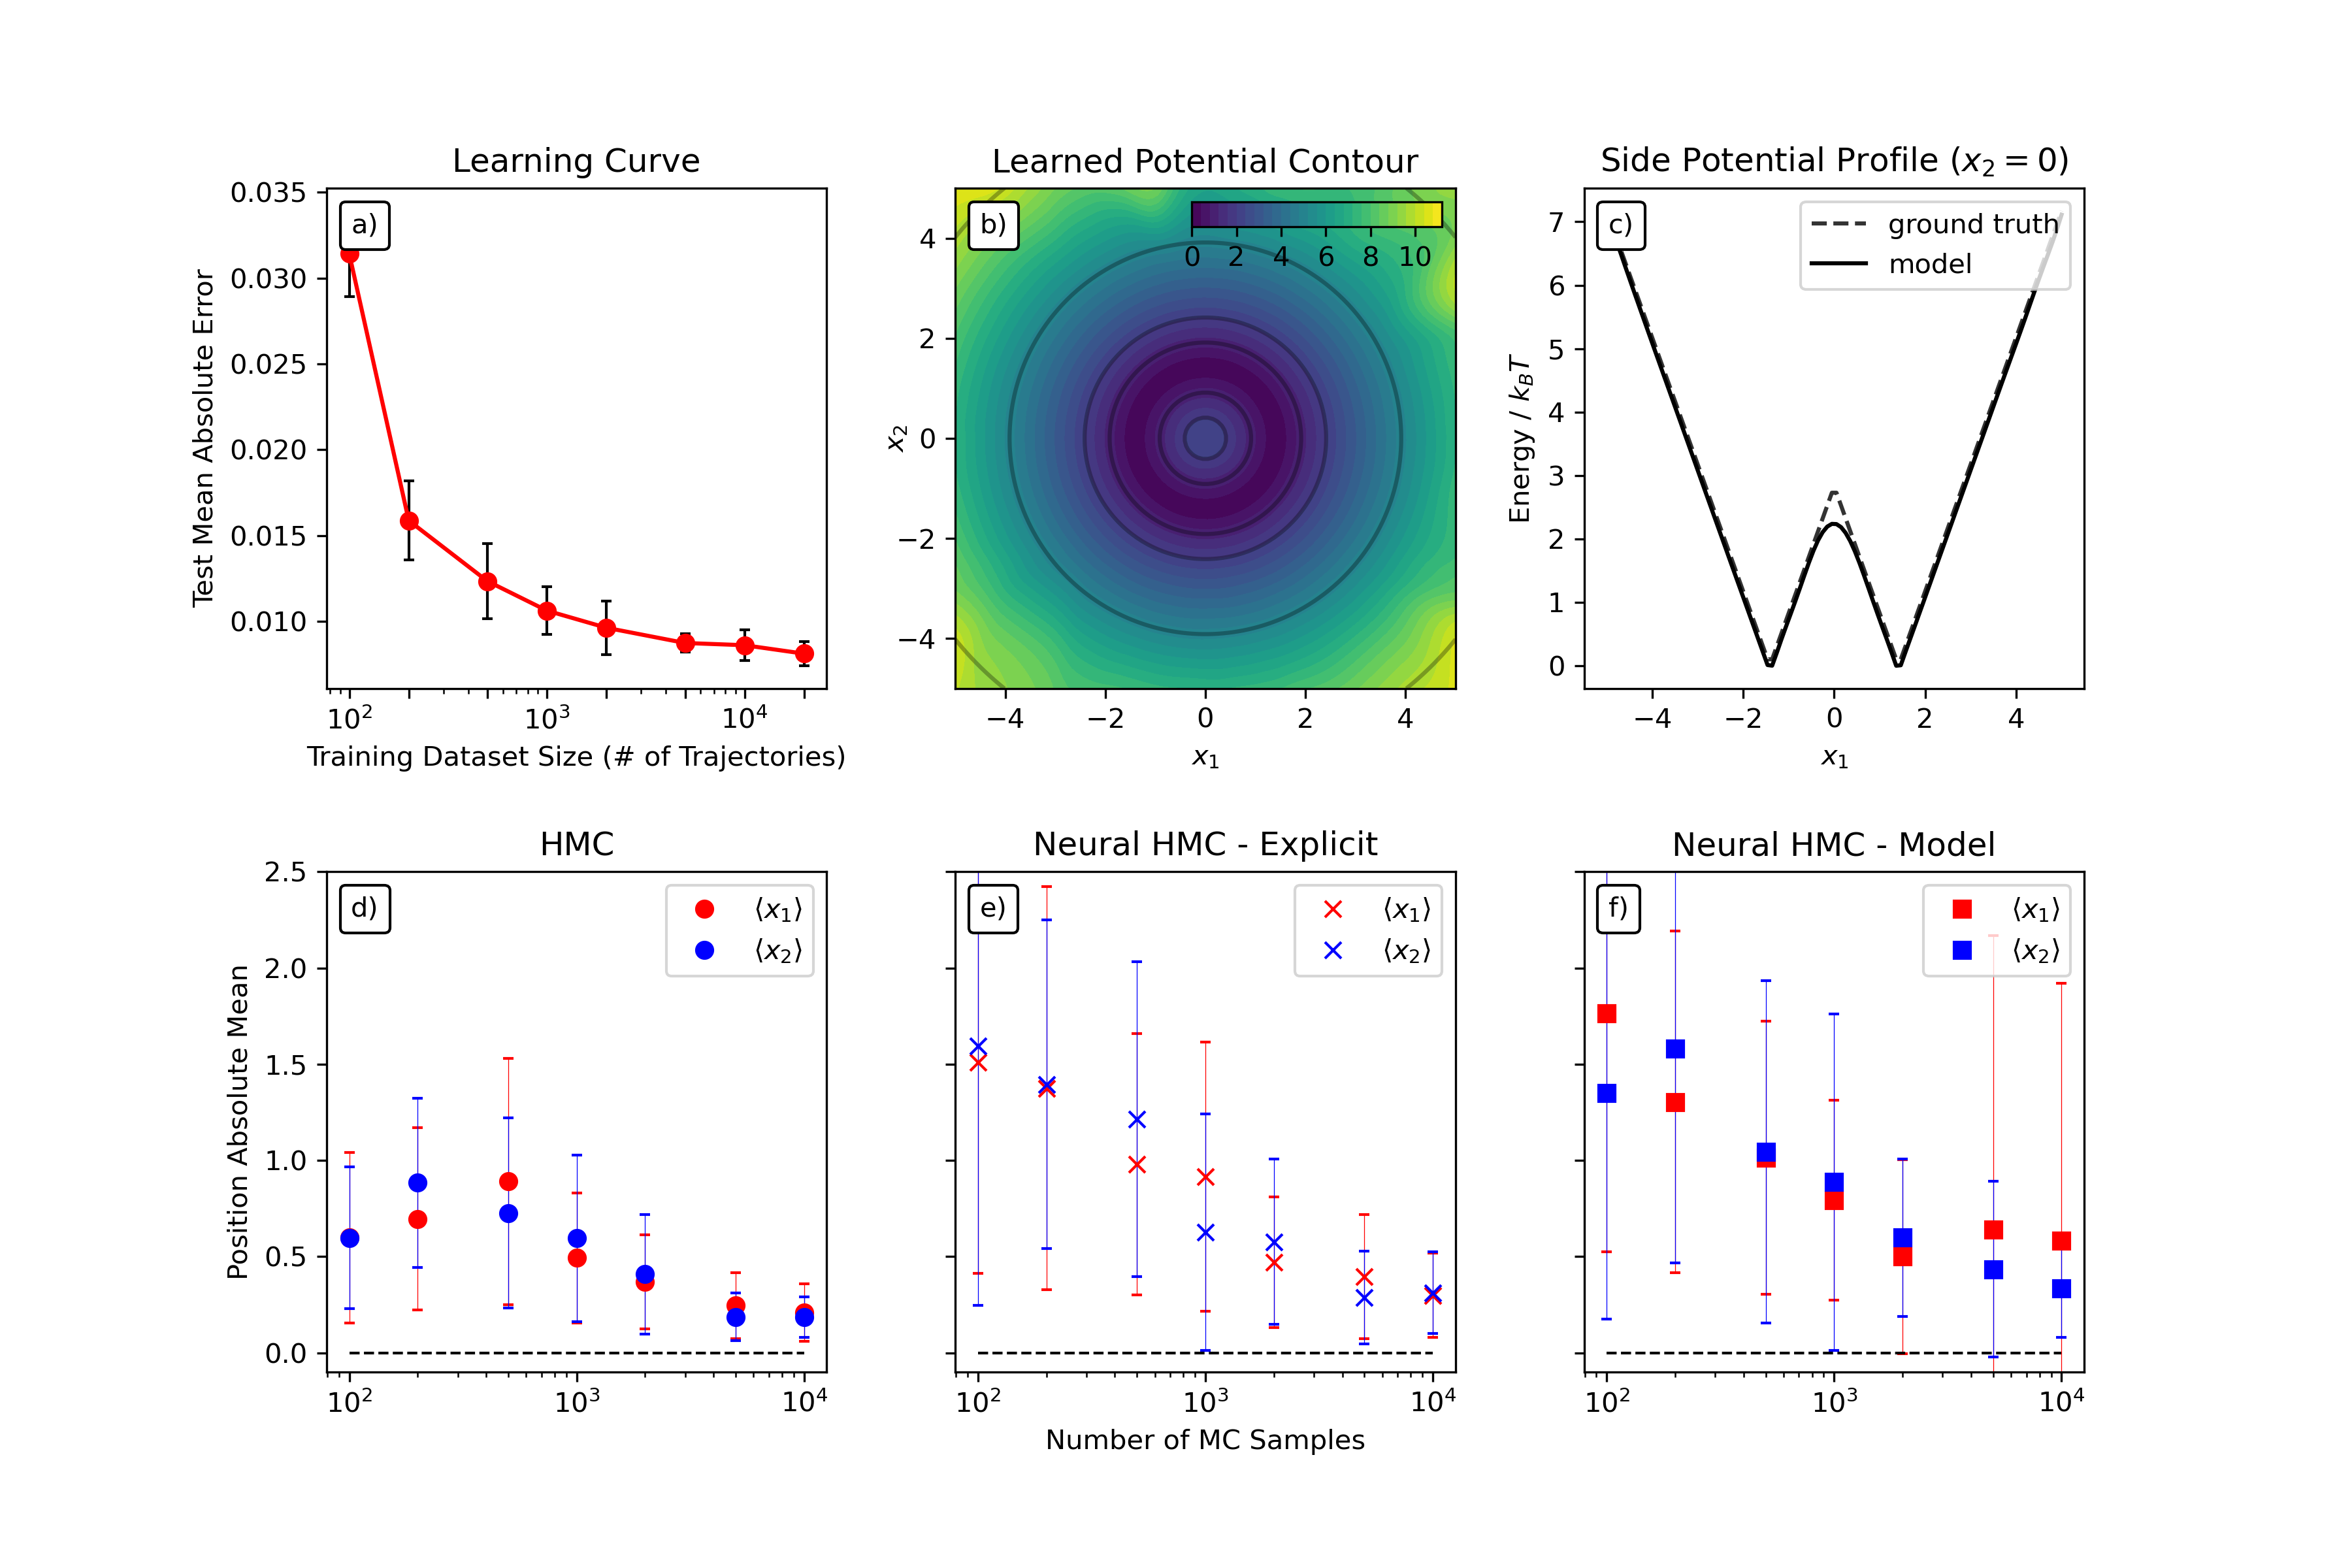 Learning Curve
a)
0.035
0.030
0.025
0.020
0.015
0.010
Test Mean Absolute Error
10² 10³ 10⁴
Training Dataset Size (# of Trajectories)
Learned Potential Contour
b)
0 2 4 6 8 10
4
2
0
−2
−4
x₂
−4 −2 0 2 4
x₁
Side Potential Profile (x₂ = 0)
c)
ground truth
model
7
6
5
4
3
2
1
0
Energy / k_BT
−4 −2 0 2 4
x₁
HMC
d)
⟨x₁⟩
⟨x₂⟩
2.5
2.0
1.5
1.0
0.5
0.0
Position Absolute Mean
10² 10³ 10⁴
Neural HMC - Explicit
e)
⟨x₁⟩
⟨x₂⟩
10² 10³ 10⁴
Number of MC Samples
Neural HMC - Model
f)
⟨x₁⟩
⟨x₂⟩
10² 10³ 10⁴